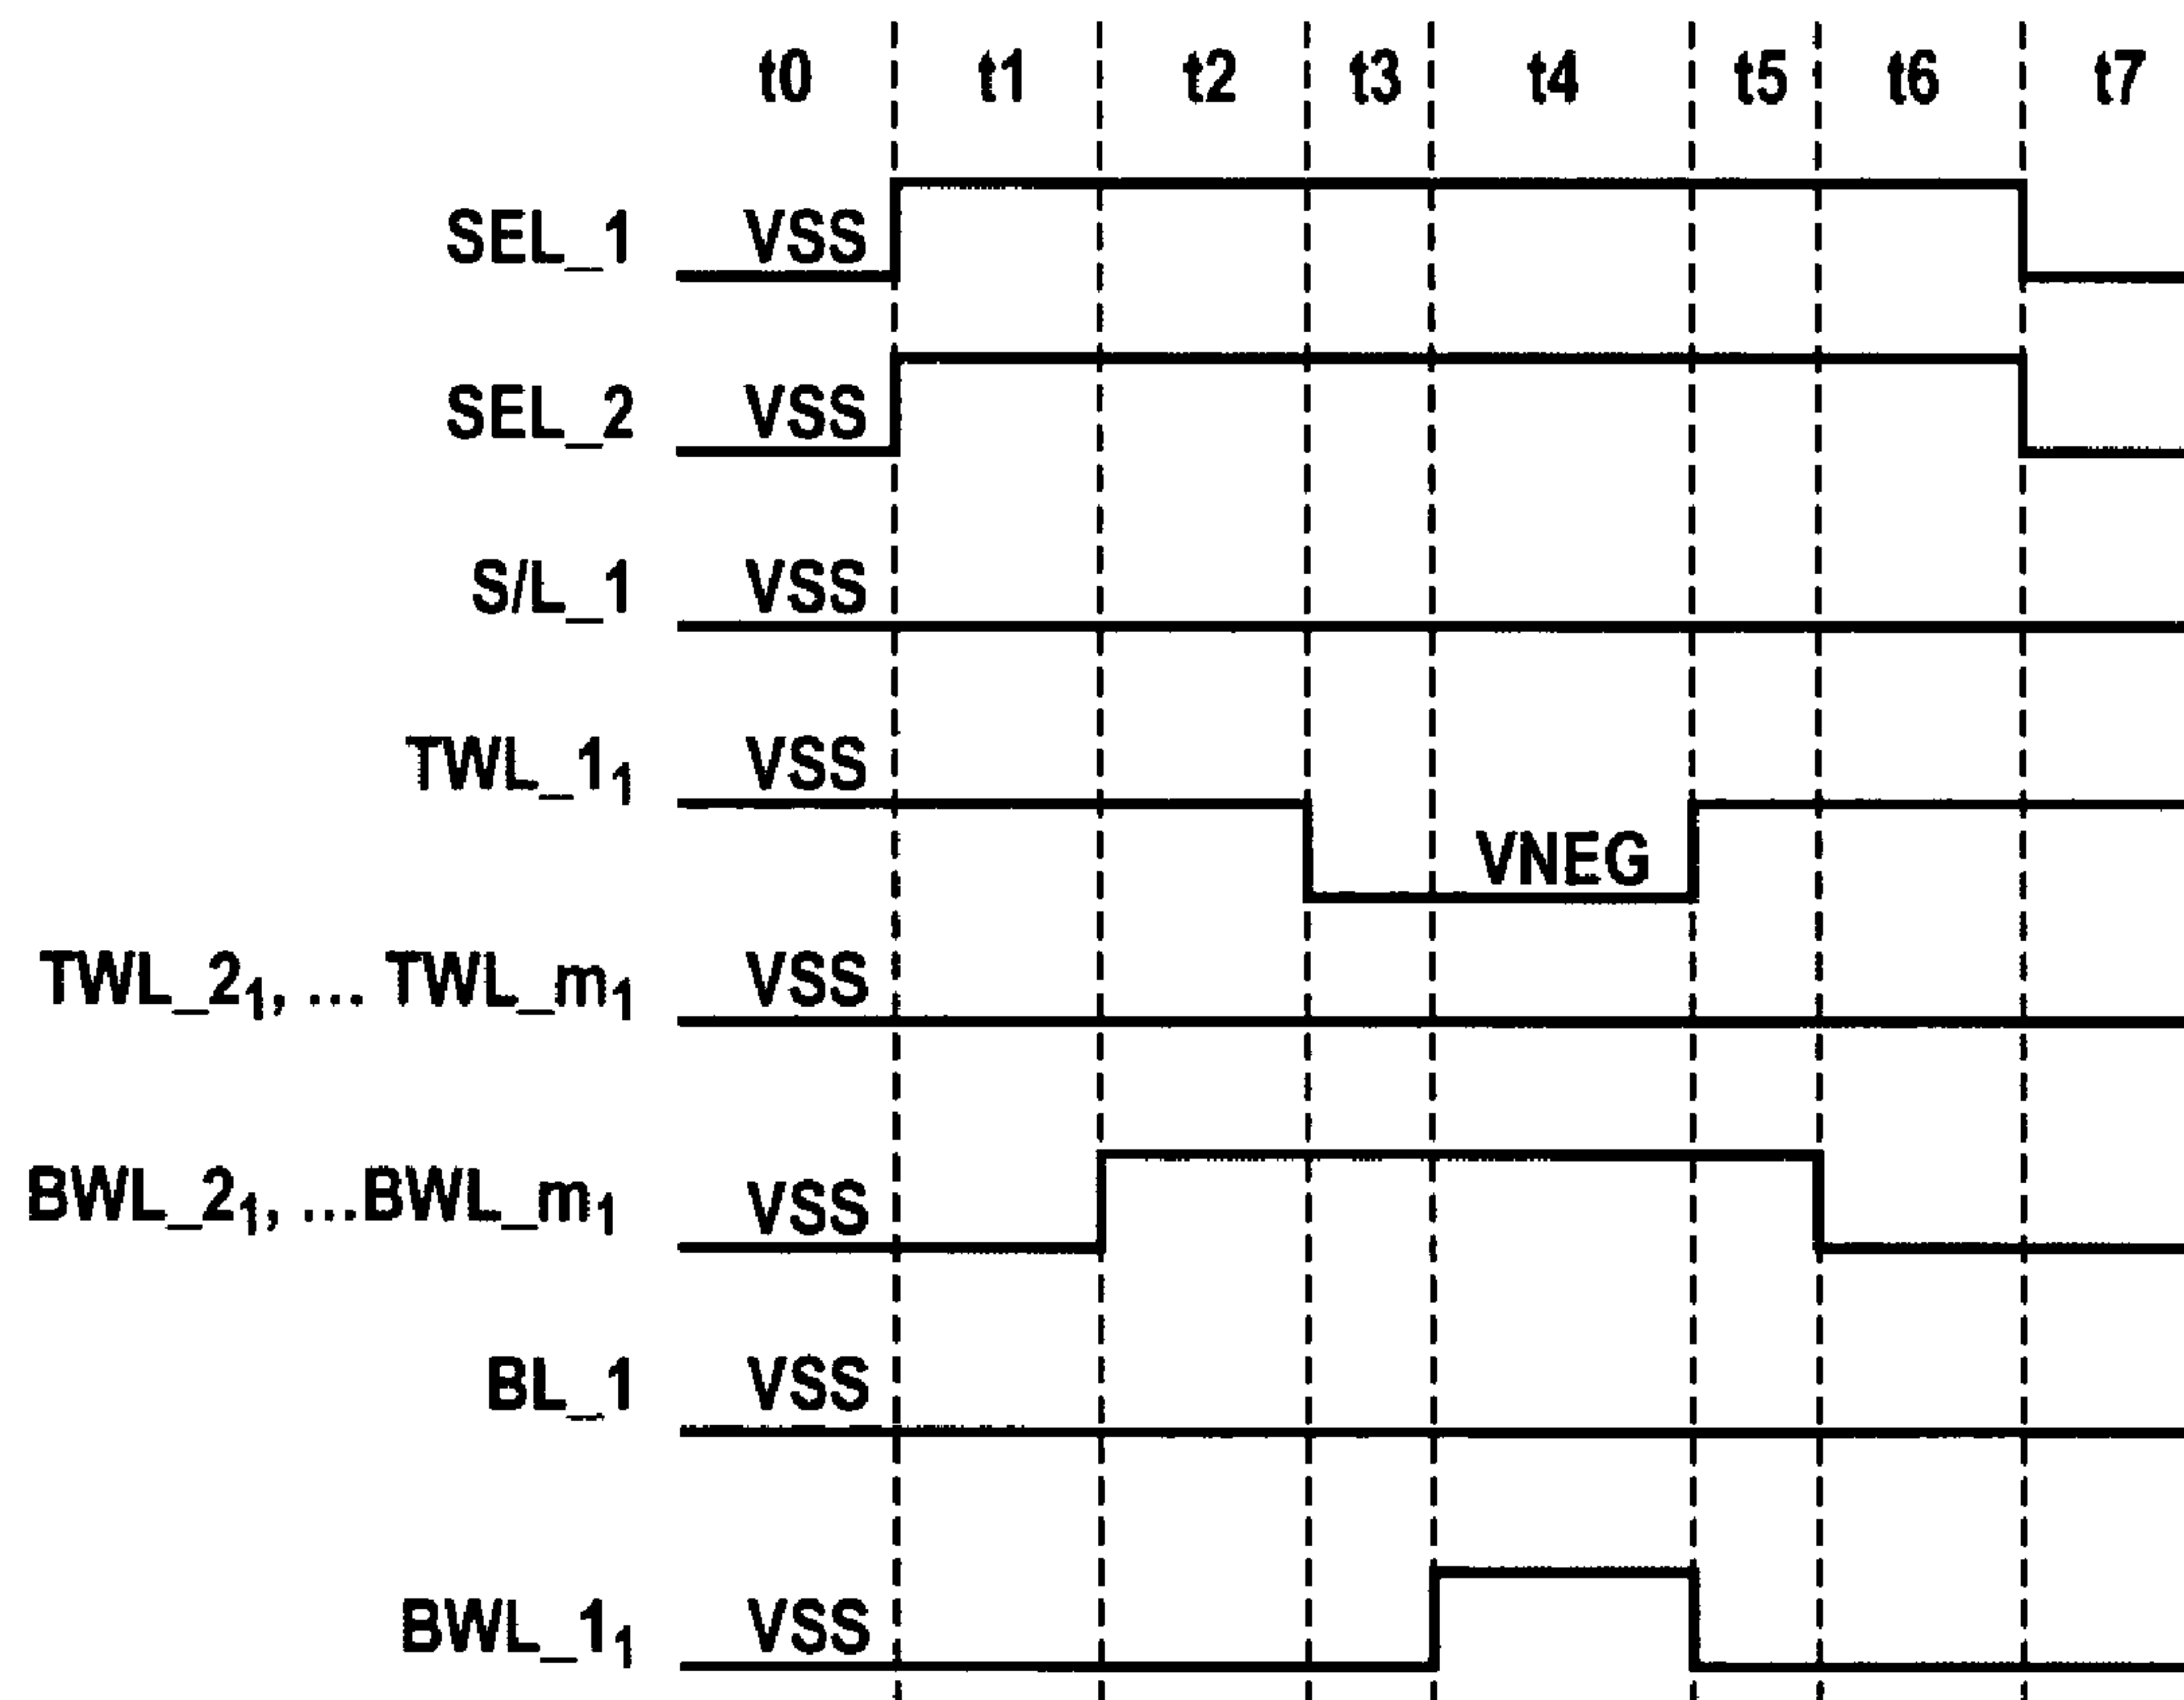 t0 t1 t2 t3 t4 t5 t6 t7
SEL_1 VSS
SEL_2 VSS
S/L_1 VSS
TWL_1₁ VSS
VNEG
TWL_2₁, ... TWL_m₁ VSS
BWL_2₁, ...BWL_m₁ VSS
BL_1 VSS
BWL_1₁ VSS